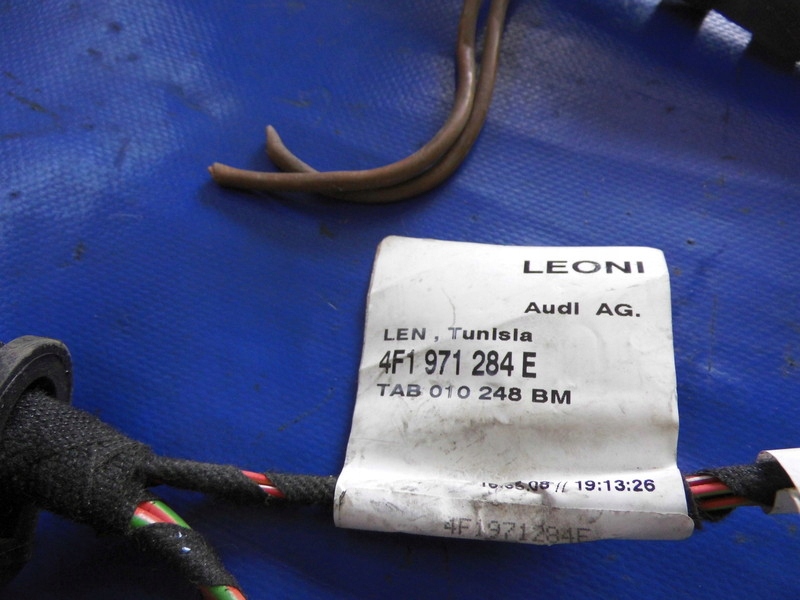 LEONI
Audi AG.
LEN , Tunisia
4F1 971 284 E
TAB 010 248 BM
// 19:13:26
4F1971284E